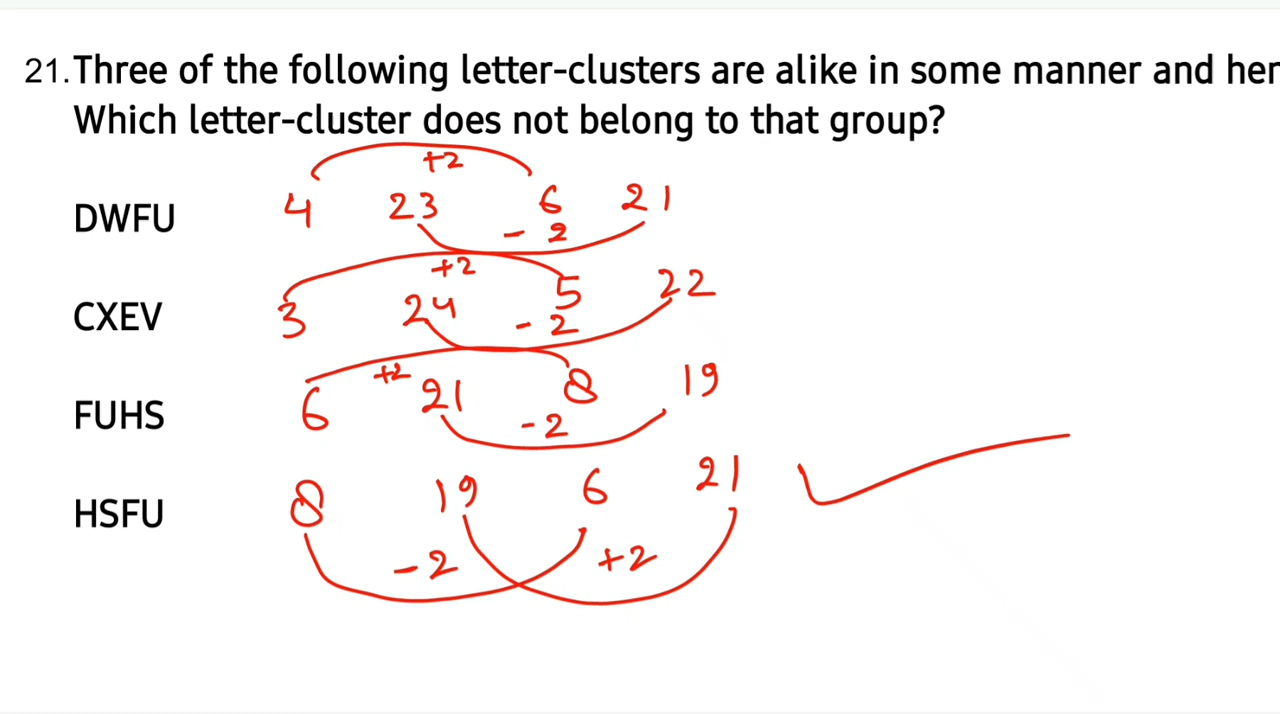 21. Three of the following letter-clusters are alike in some manner and her
Which letter-cluster does not belong to that group?
+2
DWFU 4 23 6 21
- 2
+2
CXEV 3 24 5 22
- 2
+2
FUHS 6 21 8 19
- 2
HSFU 8 19 6 21
- 2 +2